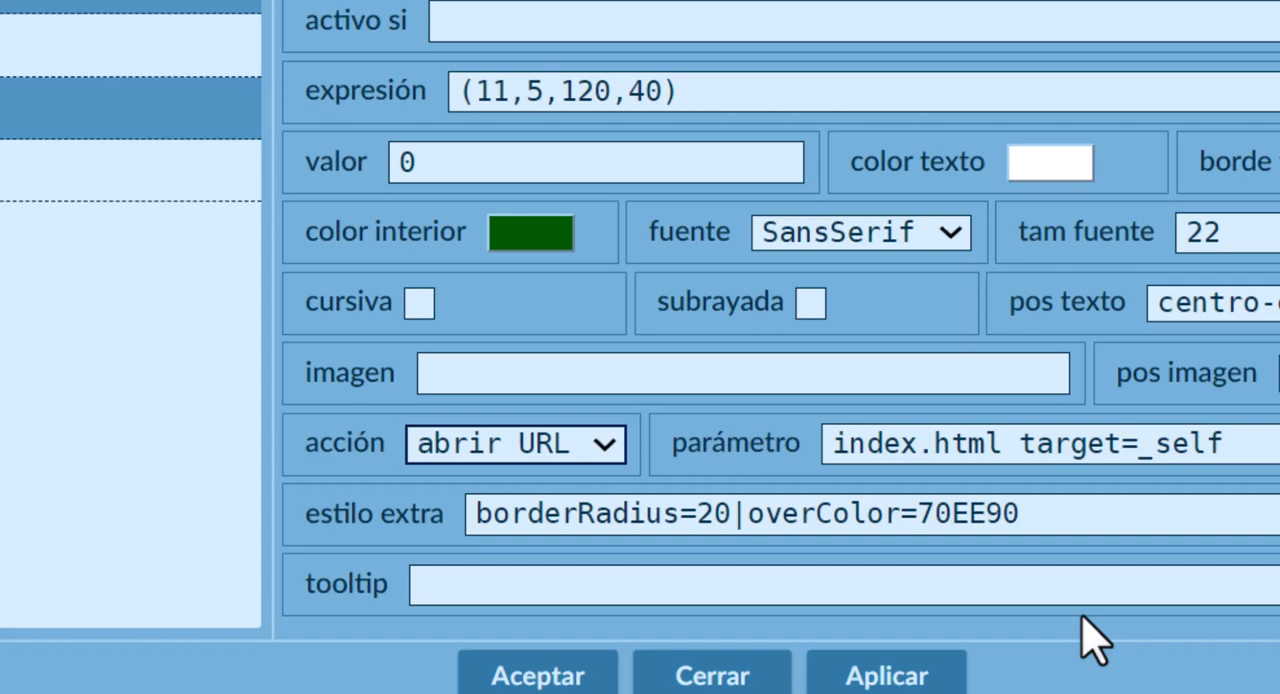 activo si
expresión (11,5,120,40)
valor 0 color texto borde
color interior fuente SansSerif tam fuente 22
cursiva subrayada pos texto centro-
imagen pos imagen
acción abrir URL parámetro index.html target=_self
estilo extra borderRadius=20|overColor=70EE90
tooltip
Aceptar Cerrar Aplicar